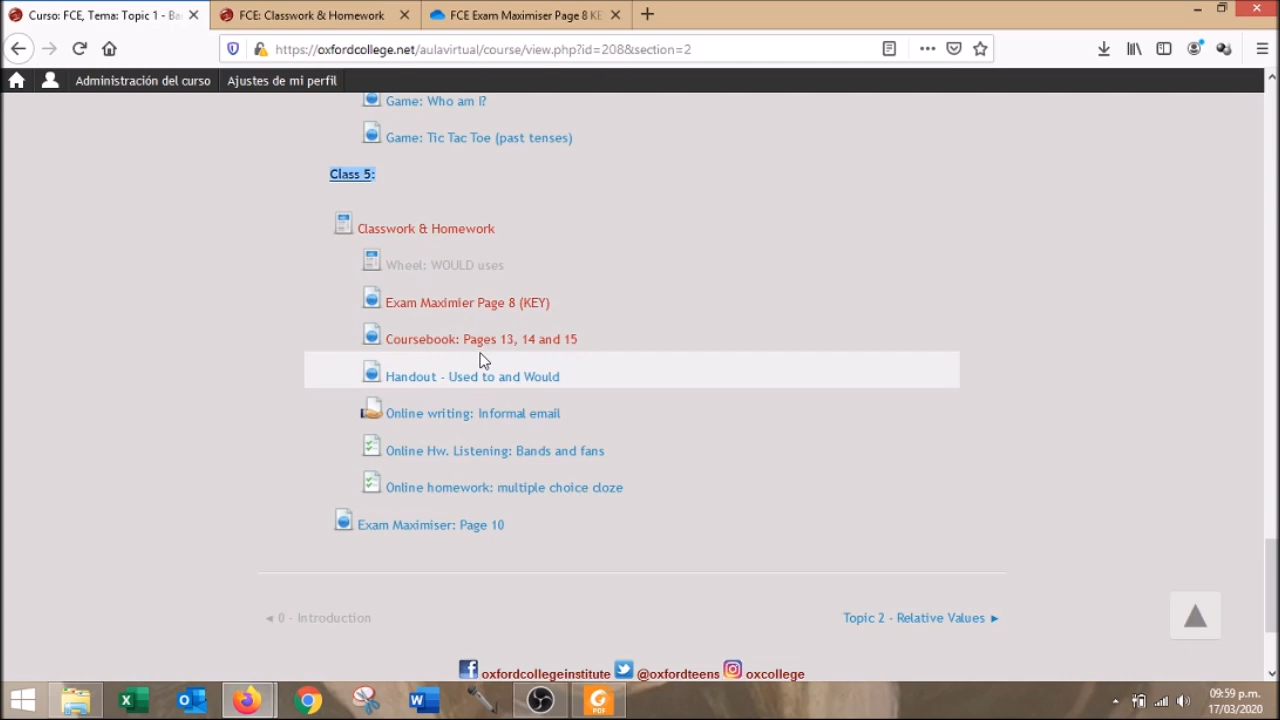 Curso: FCE, Tema: Topic 1 - Ba
FCE: Classwork & Homework
FCE Exam Maximiser Page 8 KE
https://oxfordcollege.net/aulavirtual/course/view.php?id=208&section=2
Administración del curso
Ajustes de mi perfil
Game: Who am I?
Game: Tic Tac Toe (past tenses)
Class 5:
Classwork & Homework
Wheel: WOULD uses
Exam Maximier Page 8 (KEY)
Coursebook: Pages 13, 14 and 15
Handout - Used to and Would
Online writing: Informal email
Online Hw. Listening: Bands and fans
Online homework: multiple choice cloze
Exam Maximiser: Page 10
◄ 0 - Introduction
Topic 2 - Relative Values ►
oxfordcollegeinstitute @oxfordteens oxcollege
PDF
09:59 p.m.
17/03/2020